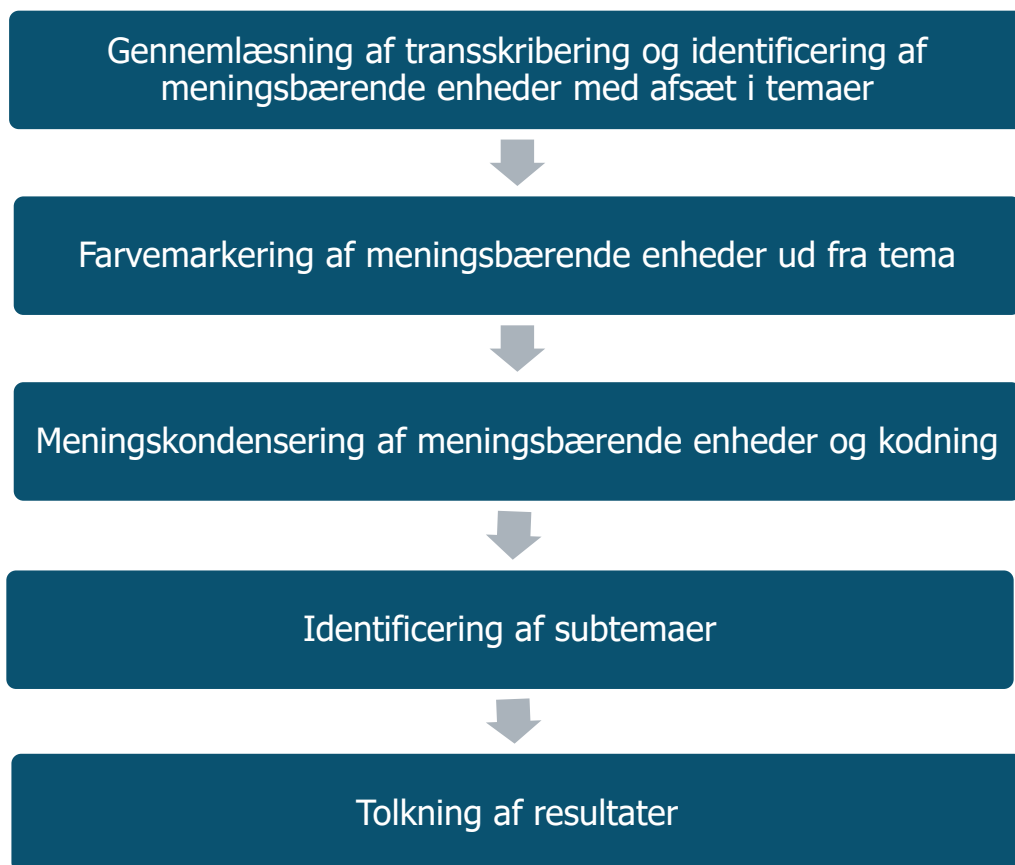 Gennemlæsning af transskribering og identificering af
meningsbærende enheder med afsæt i temaer
Farvemarkering af meningsbærende enheder ud fra tema
Meningskondensering af meningsbærende enheder og kodning
Identificering af subtemaer
Tolkning af resultater